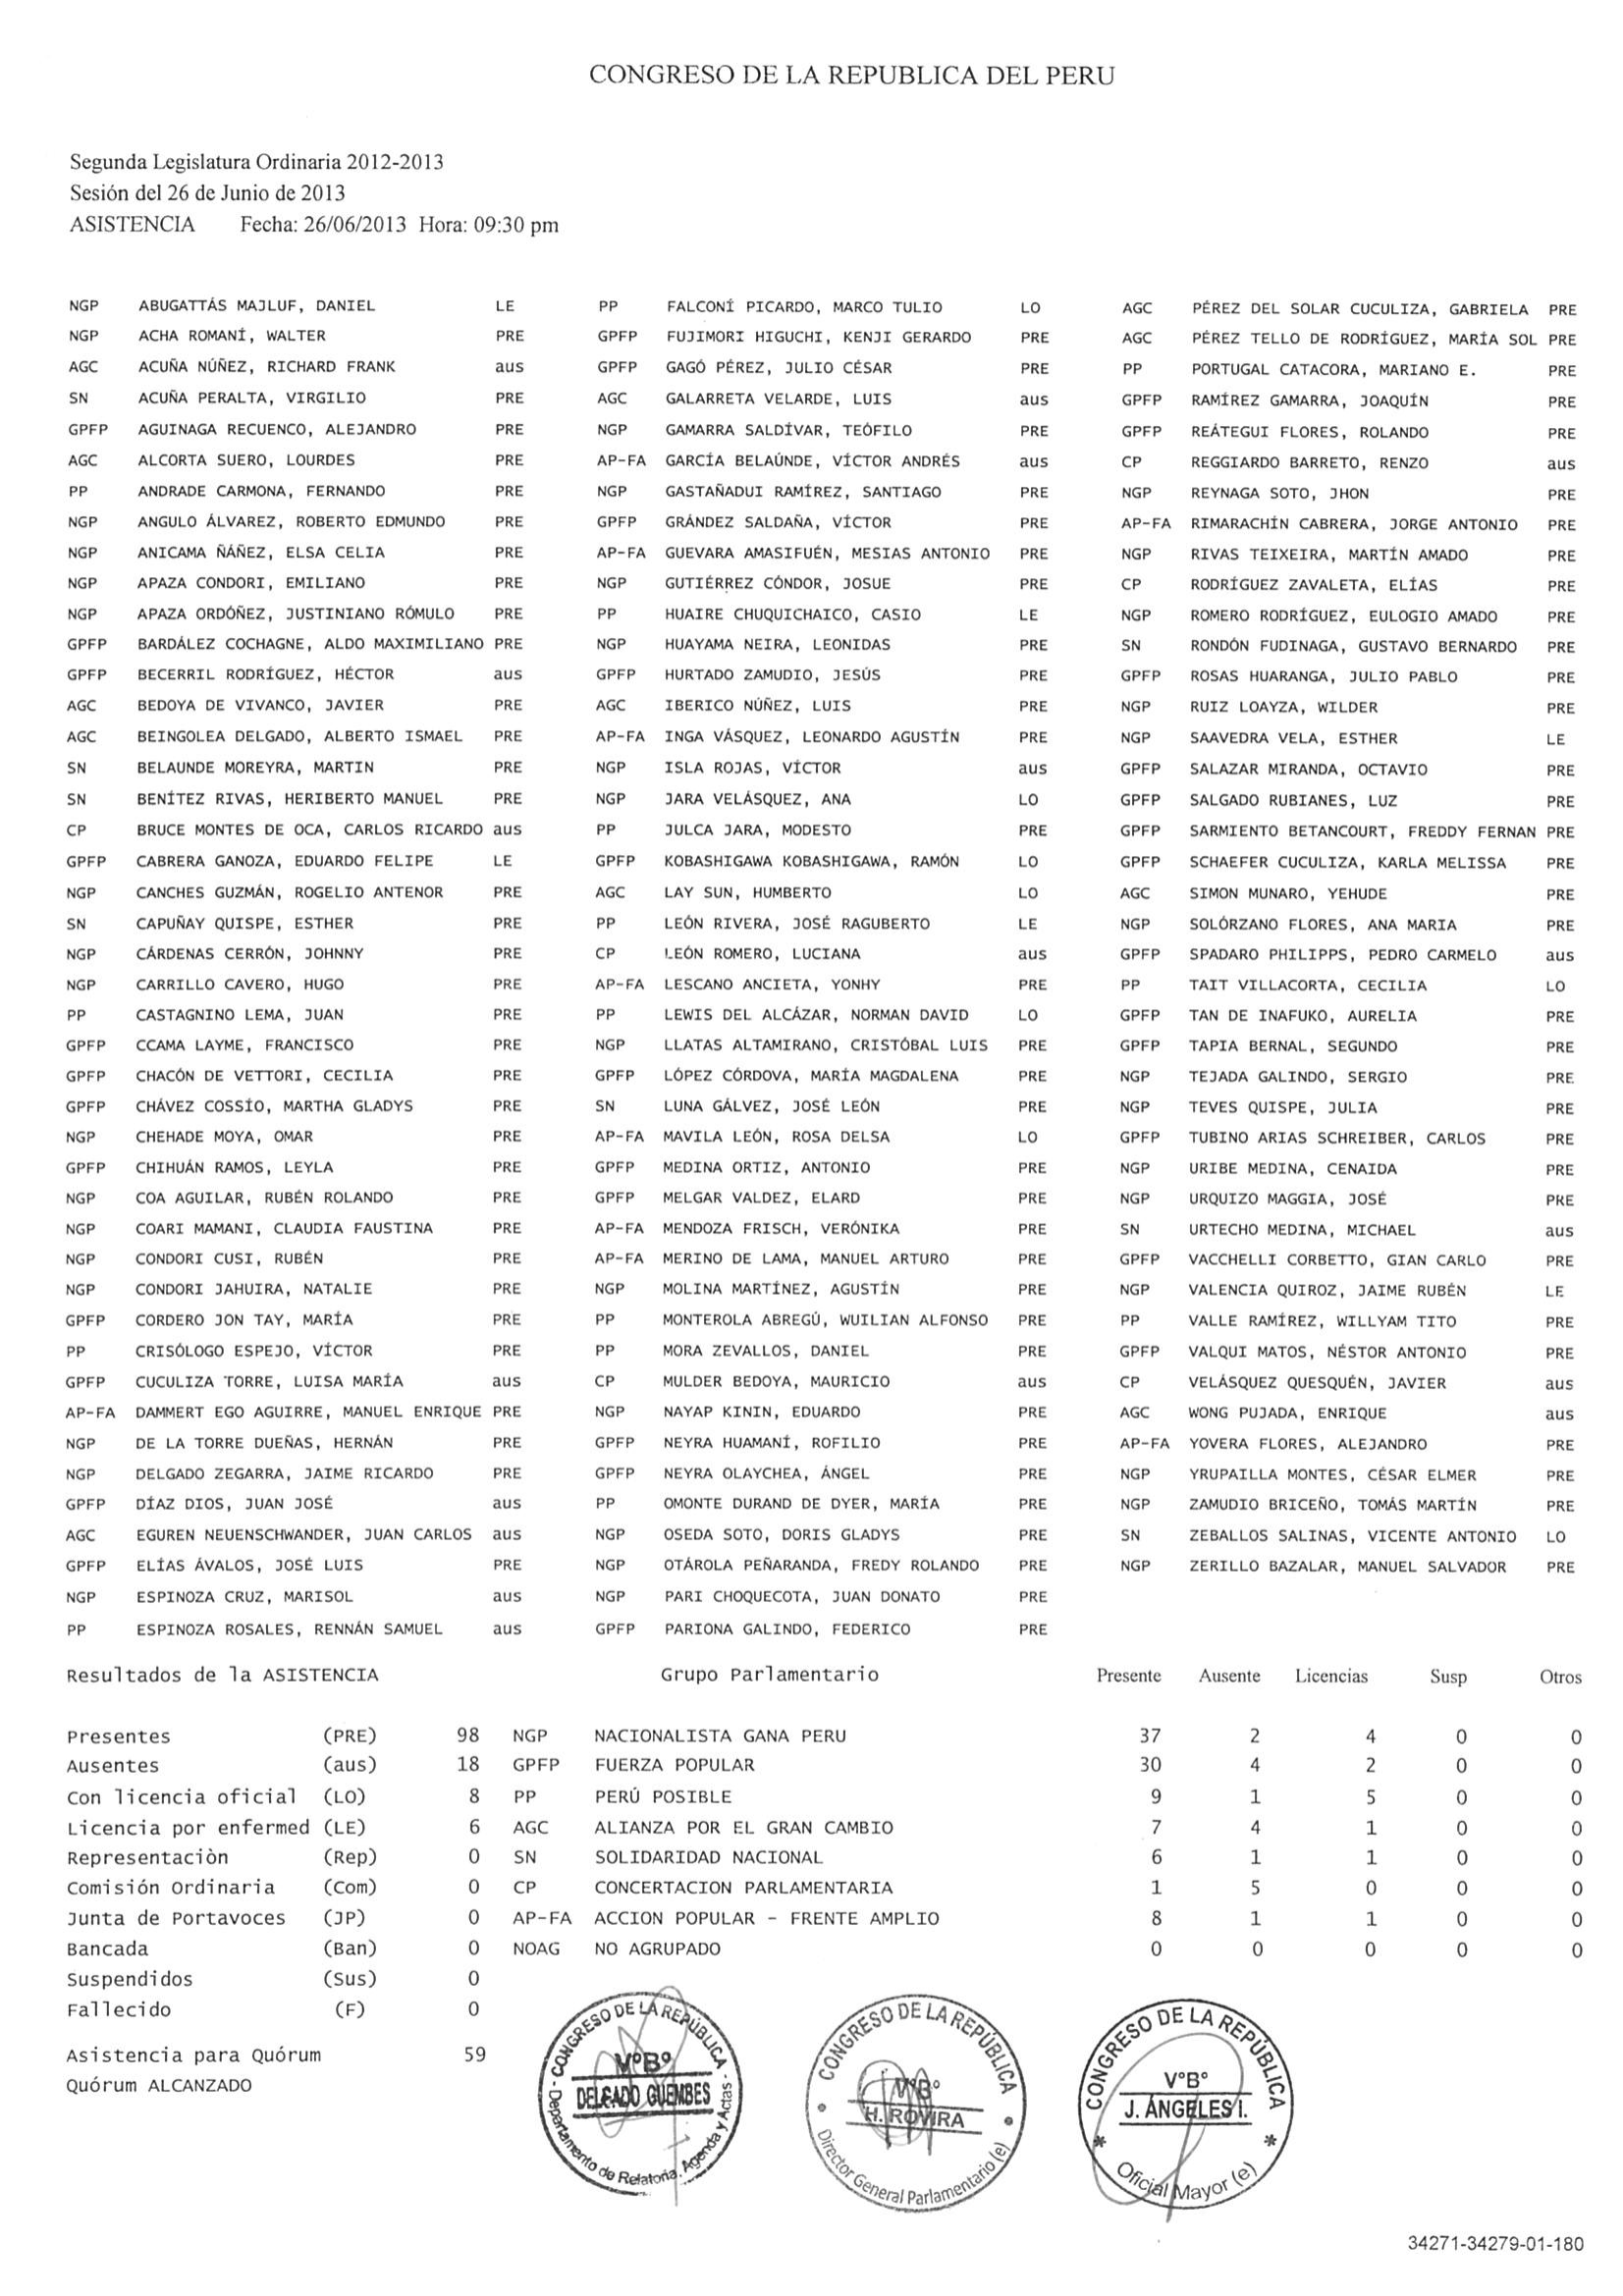 CONGRESO DE LA REPUBLICA DEL PERU
Segunda Legislatura Ordinaria 2012-2013
Sesión del 26 de Junio de 2013
ASISTENCIA Fecha: 26/06/2013 Hora: 09:30 pm
NGP ABUGATTÁS MAJLUF, DANIEL LE
NGP ACHA ROMANÍ, WALTER PRE
AGC ACUÑA NÚÑEZ, RICHARD FRANK aus
SN ACUÑA PERALTA, VIRGILIO PRE
GPFP AGUINAGA RECUENCO, ALEJANDRO PRE
AGC ALCORTA SUERO, LOURDES PRE
PP ANDRADE CARMONA, FERNANDO PRE
NGP ANGULO ÁLVAREZ, ROBERTO EDMUNDO PRE
NGP ANICAMA ÑÁÑEZ, ELSA CELIA PRE
NGP APAZA CONDORI, EMILIANO PRE
NGP APAZA ORDÓÑEZ, JUSTINIANO RÓMULO PRE
GPFP BARDÁLEZ COCHAGNE, ALDO MAXIMILIANO PRE
GPFP BECERRIL RODRÍGUEZ, HÉCTOR aus
AGC BEDOYA DE VIVANCO, JAVIER PRE
AGC BEINGOLEA DELGADO, ALBERTO ISMAEL PRE
SN BELAUNDE MOREYRA, MARTIN PRE
SN BENÍTEZ RIVAS, HERIBERTO MANUEL PRE
CP BRUCE MONTES DE OCA, CARLOS RICARDO aus
GPFP CABRERA GANOZA, EDUARDO FELIPE LE
NGP CANCHES GUZMÁN, ROGELIO ANTENOR PRE
SN CAPUÑAY QUISPE, ESTHER PRE
NGP CÁRDENAS CERRÓN, JOHNNY PRE
NGP CARRILLO CAVERO, HUGO PRE
PP CASTAGNINO LEMA, JUAN PRE
GPFP CCAMA LAYME, FRANCISCO PRE
GPFP CHACÓN DE VETTORI, CECILIA PRE
GPFP CHÁVEZ COSSÍO, MARTHA GLADYS PRE
NGP CHEHADE MOYA, OMAR PRE
GPFP CHIHUÁN RAMOS, LEYLA PRE
NGP COA AGUILAR, RUBÉN ROLANDO PRE
NGP COARI MAMANI, CLAUDIA FAUSTINA PRE
NGP CONDORI CUSI, RUBÉN PRE
NGP CONDORI JAHUIRA, NATALIE PRE
GPFP CORDERO JON TAY, MARÍA PRE
PP CRISÓLOGO ESPEJO, VÍCTOR PRE
GPFP CUCULIZA TORRE, LUISA MARÍA aus
AP-FA DAMMERT EGO AGUIRRE, MANUEL ENRIQUE PRE
NGP DE LA TORRE DUEÑAS, HERNÁN PRE
NGP DELGADO ZEGARRA, JAIME RICARDO PRE
GPFP DÍAZ DIOS, JUAN JOSÉ aus
AGC EGUREN NEUENSCHWANDER, JUAN CARLOS aus
GPFP ELÍAS ÁVALOS, JOSÉ LUIS PRE
NGP ESPINOZA CRUZ, MARISOL aus
PP ESPINOZA ROSALES, RENNÁN SAMUEL aus
PP FALCONÍ PICARDO, MARCO TULIO LO
GPFP FUJIMORI HIGUCHI, KENJI GERARDO PRE
GPFP GAGÓ PÉREZ, JULIO CÉSAR PRE
AGC GALARRETA VELARDE, LUIS aus
NGP GAMARRA SALDÍVAR, TEÓFILO PRE
AP-FA GARCÍA BELAÚNDE, VÍCTOR ANDRÉS aus
NGP GASTAÑADUI RAMÍREZ, SANTIAGO PRE
GPFP GRÁNDEZ SALDAÑA, VÍCTOR PRE
AP-FA GUEVARA AMASIFUÉN, MESIAS ANTONIO PRE
NGP GUTIÉRREZ CÓNDOR, JOSUE PRE
PP HUAIRE CHUQUICHAICO, CASIO LE
NGP HUAYAMA NEIRA, LEONIDAS PRE
GPFP HURTADO ZAMUDIO, JESÚS PRE
AGC IBERICO NÚÑEZ, LUIS PRE
AP-FA INGA VÁSQUEZ, LEONARDO AGUSTÍN PRE
NGP ISLA ROJAS, VÍCTOR aus
NGP JARA VELÁSQUEZ, ANA LO
PP JULCA JARA, MODESTO PRE
GPFP KOBASHIGAWA KOBASHIGAWA, RAMÓN LO
AGC LAY SUN, HUMBERTO LO
PP LEÓN RIVERA, JOSÉ RAGUBERTO LE
CP LEÓN ROMERO, LUCIANA aus
AP-FA LESCANO ANCIETA, YONHY PRE
PP LEWIS DEL ALCÁZAR, NORMAN DAVID LO
NGP LLATAS ALTAMIRANO, CRISTÓBAL LUIS PRE
GPFP LÓPEZ CÓRDOVA, MARÍA MAGDALENA PRE
SN LUNA GÁLVEZ, JOSÉ LEÓN PRE
AP-FA MAVILA LEÓN, ROSA DELSA LO
GPFP MEDINA ORTIZ, ANTONIO PRE
GPFP MELGAR VALDEZ, ELARD PRE
AP-FA MENDOZA FRISCH, VERÓNIKA PRE
AP-FA MERINO DE LAMA, MANUEL ARTURO PRE
NGP MOLINA MARTÍNEZ, AGUSTÍN PRE
PP MONTEROLA ABREGÚ, WUILIAN ALFONSO PRE
PP MORA ZEVALLOS, DANIEL PRE
CP MULDER BEDOYA, MAURICIO aus
NGP NAYAP KININ, EDUARDO PRE
GPFP NEYRA HUAMANÍ, ROFILIO PRE
GPFP NEYRA OLAYCHEA, ÁNGEL PRE
PP OMONTE DURAND DE DYER, MARÍA PRE
NGP OSEDA SOTO, DORIS GLADYS PRE
NGP OTÁROLA PEÑARANDA, FREDY ROLANDO PRE
NGP PARI CHOQUECOTA, JUAN DONATO PRE
GPFP PARIONA GALINDO, FEDERICO PRE
AGC PÉREZ DEL SOLAR CUCULIZA, GABRIELA PRE
AGC PÉREZ TELLO DE RODRÍGUEZ, MARÍA SOL PRE
PP PORTUGAL CATACORA, MARIANO E. PRE
GPFP RAMÍREZ GAMARRA, JOAQUÍN PRE
GPFP REÁTEGUI FLORES, ROLANDO PRE
CP REGGIARDO BARRETO, RENZO aus
NGP REYNAGA SOTO, JHON PRE
AP-FA RIMARACHÍN CABRERA, JORGE ANTONIO PRE
NGP RIVAS TEIXEIRA, MARTÍN AMADO PRE
CP RODRÍGUEZ ZAVALETA, ELÍAS PRE
NGP ROMERO RODRÍGUEZ, EULOGIO AMADO PRE
SN RONDÓN FUDINAGA, GUSTAVO BERNARDO PRE
GPFP ROSAS HUARANGA, JULIO PABLO PRE
NGP RUIZ LOAYZA, WILDER PRE
NGP SAAVEDRA VELA, ESTHER LE
GPFP SALAZAR MIRANDA, OCTAVIO PRE
GPFP SALGADO RUBIANES, LUZ PRE
GPFP SARMIENTO BETANCOURT, FREDDY FERNAN PRE
GPFP SCHAEFER CUCULIZA, KARLA MELISSA PRE
AGC SIMON MUNARO, YEHUDE PRE
NGP SOLÓRZANO FLORES, ANA MARIA PRE
GPFP SPADARO PHILIPPS, PEDRO CARMELO aus
PP TAIT VILLACORTA, CECILIA LO
GPFP TAN DE INAFUKO, AURELIA PRE
GPFP TAPIA BERNAL, SEGUNDO PRE
NGP TEJADA GALINDO, SERGIO PRE
NGP TEVES QUISPE, JULIA PRE
GPFP TUBINO ARIAS SCHREIBER, CARLOS PRE
NGP URIBE MEDINA, CENAIDA PRE
NGP URQUIZO MAGGIA, JOSÉ PRE
SN URTECHO MEDINA, MICHAEL aus
GPFP VACCHELLI CORBETTO, GIAN CARLO PRE
NGP VALENCIA QUIROZ, JAIME RUBÉN LE
PP VALLE RAMÍREZ, WILLYAM TITO PRE
GPFP VALQUI MATOS, NÉSTOR ANTONIO PRE
CP VELÁSQUEZ QUESQUÉN, JAVIER aus
AGC WONG PUJADA, ENRIQUE aus
AP-FA YOVERA FLORES, ALEJANDRO PRE
NGP YRUPAILLA MONTES, CÉSAR ELMER PRE
NGP ZAMUDIO BRICEÑO, TOMÁS MARTÍN PRE
SN ZEBALLOS SALINAS, VICENTE ANTONIO LO
NGP ZERILLO BAZALAR, MANUEL SALVADOR PRE
Resultados de la ASISTENCIA
Presentes (PRE) 98
Ausentes (aus) 18
Con licencia oficial (LO) 8
Licencia por enfermed (LE) 6
Representaciòn (Rep) 0
Comisión Ordinaria (Com) 0
Junta de Portavoces (JP) 0
Bancada (Ban) 0
Suspendidos (Sus) 0
Fallecido (F) 0
Asistencia para Quórum 59
Quórum ALCANZADO
Grupo Parlamentario Presente Ausente Licencias Susp Otros
NGP NACIONALISTA GANA PERU 37 2 4 0 0
GPFP FUERZA POPULAR 30 4 2 0 0
PP PERÚ POSIBLE 9 1 5 0 0
AGC ALIANZA POR EL GRAN CAMBIO 7 4 1 0 0
SN SOLIDARIDAD NACIONAL 6 1 1 0 0
CP CONCERTACION PARLAMENTARIA 1 5 0 0 0
AP-FA ACCION POPULAR - FRENTE AMPLIO 8 1 1 0 0
NOAG NO AGRUPADO 0 0 0 0 0
CONGRESO DE LA REPÚBLICA
V°B°
DELGADO GUEMBES
Departamento de Relatoría, Agenda y Actas
CONGRESO DE LA REPÚBLICA
V°B°
H. ROVIRA
Director General Parlamentario (e)
CONGRESO DE LA REPÚBLICA
V°B°
J. ÁNGELES I.
Oficial Mayor (e)
34271-34279-01-180